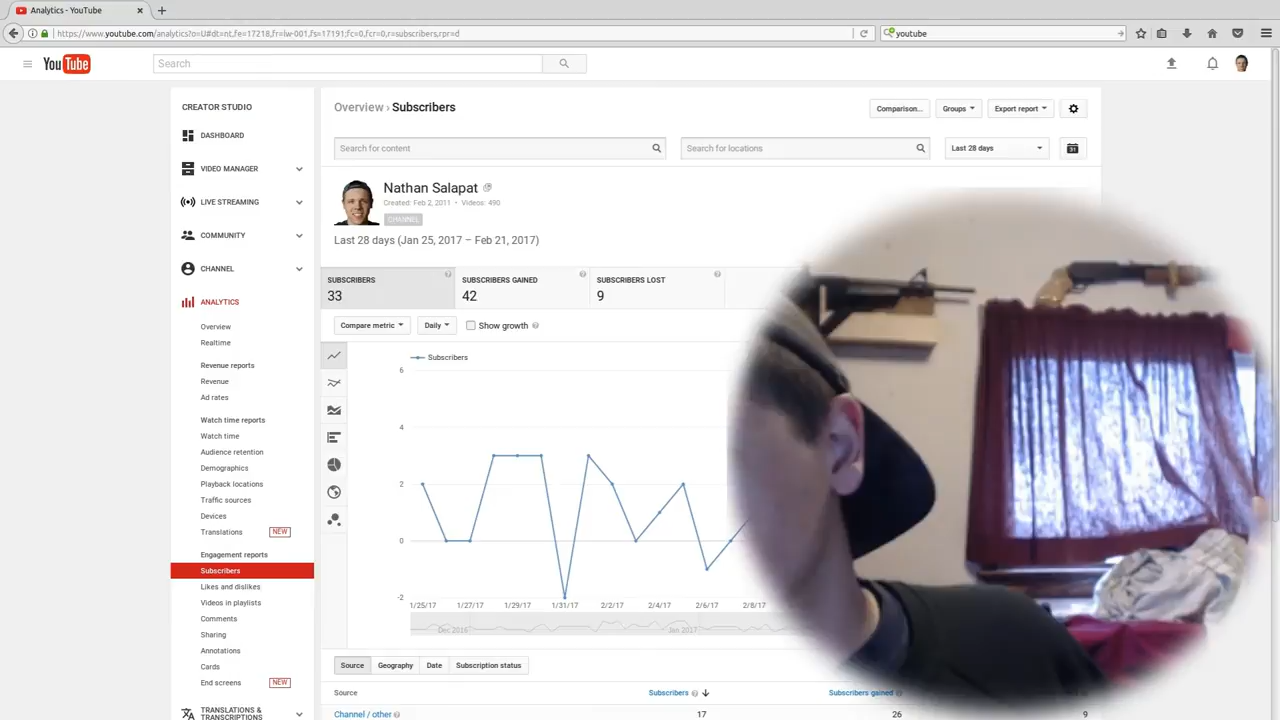 Analytics - YouTube
https://www.youtube.com/analytics?o=U#dt=nt,fe=17218,fr=lw-001,fs=17191;fc=0,fcr=0,r=subscribers,rpr=d
youtube
YouTube
Search
CREATOR STUDIO
DASHBOARD
VIDEO MANAGER
LIVE STREAMING
COMMUNITY
CHANNEL
ANALYTICS
Overview
Realtime
Revenue reports
Revenue
Ad rates
Watch time reports
Watch time
Audience retention
Demographics
Playback locations
Traffic sources
Devices
Translations NEW
Engagement reports
Subscribers
Likes and dislikes
Videos in playlists
Comments
Sharing
Annotations
Cards
End screens NEW
TRANSLATIONS &
TRANSCRIPTIONS
Overview › Subscribers
Comparison... Groups Export report
Search for content Search for locations Last 28 days
31
Nathan Salapat
Created: Feb 2, 2011 • Videos: 490
CHANNEL
Last 28 days (Jan 25, 2017 – Feb 21, 2017)
SUBSCRIBERS ? SUBSCRIBERS GAINED ? SUBSCRIBERS LOST ?
33 42 9
Compare metric Daily Show growth ?
Subscribers
6
4
2
0
-2
1/25/17 1/27/17 1/29/17 1/31/17 2/2/17 2/4/17 2/6/17 2/8/17
Dec 2016 Jan 2017
Source Geography Date Subscription status
Source Subscribers ? Subscribers gained
Channel / other ? 17 26 9